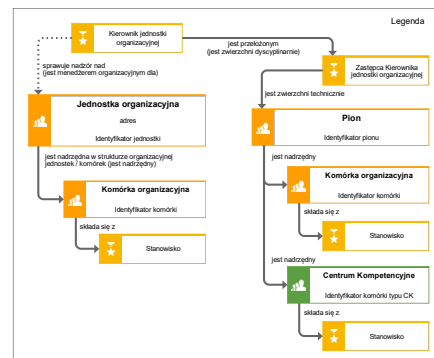 Legenda
Kierownik jednostki
organizacyjnej
jest przełożonym
(jest zwierzchni dyscyplinarnie)
sprawuje nadzór nad
(jest menedżerem organizacyjnym dla)
Zastępca Kierownika
jednostki organizacyjnej
jest zwierzchni technicznie
Jednostka organizacyjna
adres
Identyfikator jednostki
Pion
Identyfikator pionu
jest nadrzędna w strukturze organizacyjnej
jednostek / komórek (jest nadrzędny)
jest nadrzędny
Komórka organizacyjna
Identyfikator komórki
Komórka organizacyjna
Identyfikator komórki
składa się z
składa się z
Stanowisko
Stanowisko
jest nadrzędny
Centrum Kompetencyjne
Identyfikator komórki typu CK
składa się z
Stanowisko